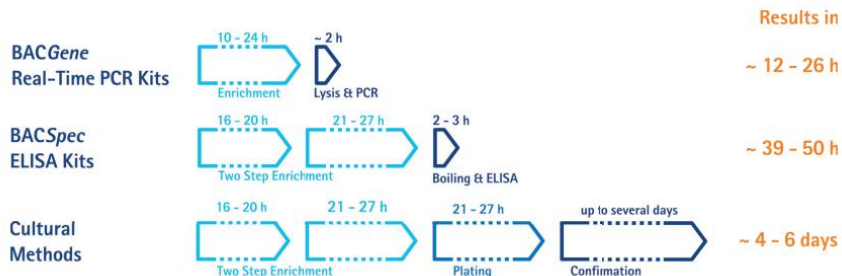 Results in
10 - 24 h ~ 2 h
BACGene
Real-Time PCR Kits
~ 12 - 26 h
Enrichment Lysis & PCR
16 - 20 h 21 - 27 h 2 - 3 h
BACSpec
ELISA Kits
~ 39 - 50 h
Two Step Enrichment Boiling & ELISA
16 - 20 h 21 - 27 h 21 - 27 h up to several days
Cultural
Methods
~ 4 - 6 days
Two Step Enrichment Plating Confirmation